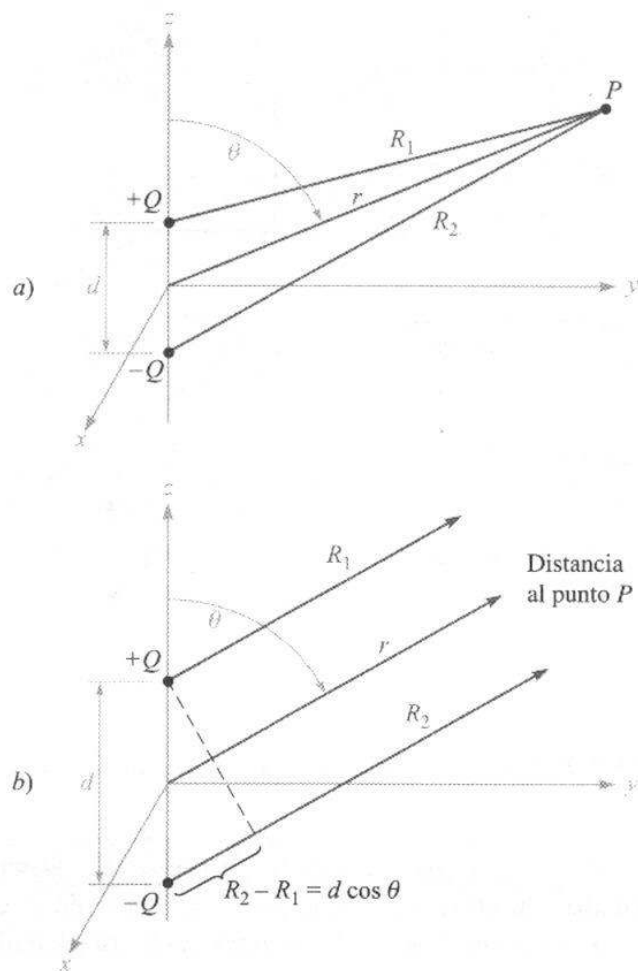 z
P
θ
R₁
+Q
r
R₂
a)
d
y
−Q
x
z
R₁
Distancia
al punto P
θ
+Q
r
R₂
b)
d
y
−Q
R₂ − R₁ = d cos θ
x